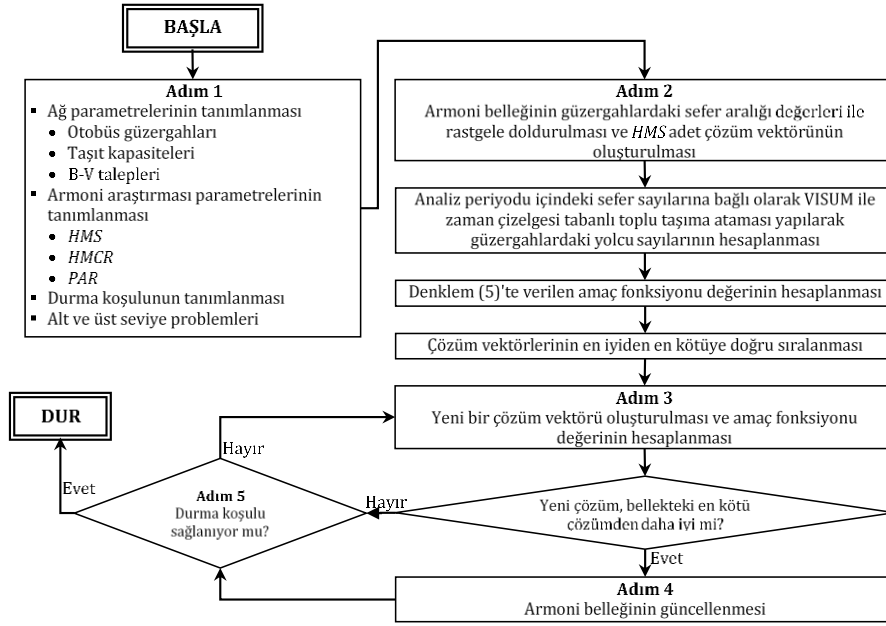 BAŞLA
Adım 1
▪ Ağ parametrelerinin tanımlanması
• Otobüs güzergahları
• Taşıt kapasiteleri
• B-V talepleri
▪ Armoni araştırması parametrelerinin
tanımlanması
• HMS
• HMCR
• PAR
▪ Durma koşulunun tanımlanması
▪ Alt ve üst seviye problemleri
Adım 2
Armoni belleğinin güzergahlardaki sefer aralığı değerleri ile
rastgele doldurulması ve HMS adet çözüm vektörünün
oluşturulması
Analiz periyodu içindeki sefer sayılarına bağlı olarak VISUM ile
zaman çizelgesi tabanlı toplu taşıma ataması yapılarak
güzergahlardaki yolcu sayılarının hesaplanması
Denklem (5)'te verilen amaç fonksiyonu değerinin hesaplanması
Çözüm vektörlerinin en iyiden en kötüye doğru sıralanması
Adım 3
Yeni bir çözüm vektörü oluşturulması ve amaç fonksiyonu
değerinin hesaplanması
Yeni çözüm, bellekteki en kötü
çözümden daha iyi mi?
Hayır
Evet
Adım 4
Armoni belleğinin güncellenmesi
Adım 5
Durma koşulu
sağlanıyor mu?
Hayır
Evet
DUR